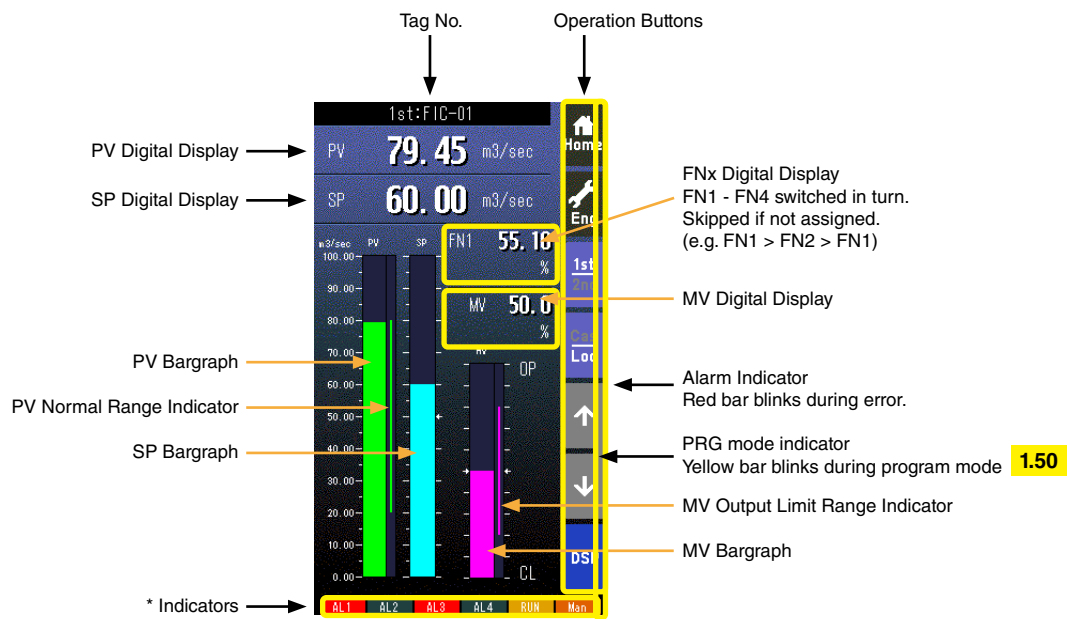 Tag No.
Operation Buttons
1st:FIC-01
PV Digital Display
PV 79.45 m3/sec
SP Digital Display
SP 60.00 m3/sec
Home
Eng
FNx Digital Display
FN1 - FN4 switched in turn.
Skipped if not assigned.
(e.g. FN1 > FN2 > FN1)
m3/sec PV SP
FN1 55.10
%
1st
2nd
MV 50.0
%
MV Digital Display
Cas
Loc
MV
OP
100.00
90.00
80.00
70.00
60.00
50.00
40.00
30.00
20.00
10.00
0.00
PV Bargraph
PV Normal Range Indicator
SP Bargraph
Alarm Indicator
Red bar blinks during error.
PRG mode indicator
Yellow bar blinks during program mode 1.50
MV Output Limit Range Indicator
MV Bargraph
DSP
CL
* Indicators
AL1 AL2 AL3 AL4 RUN Man